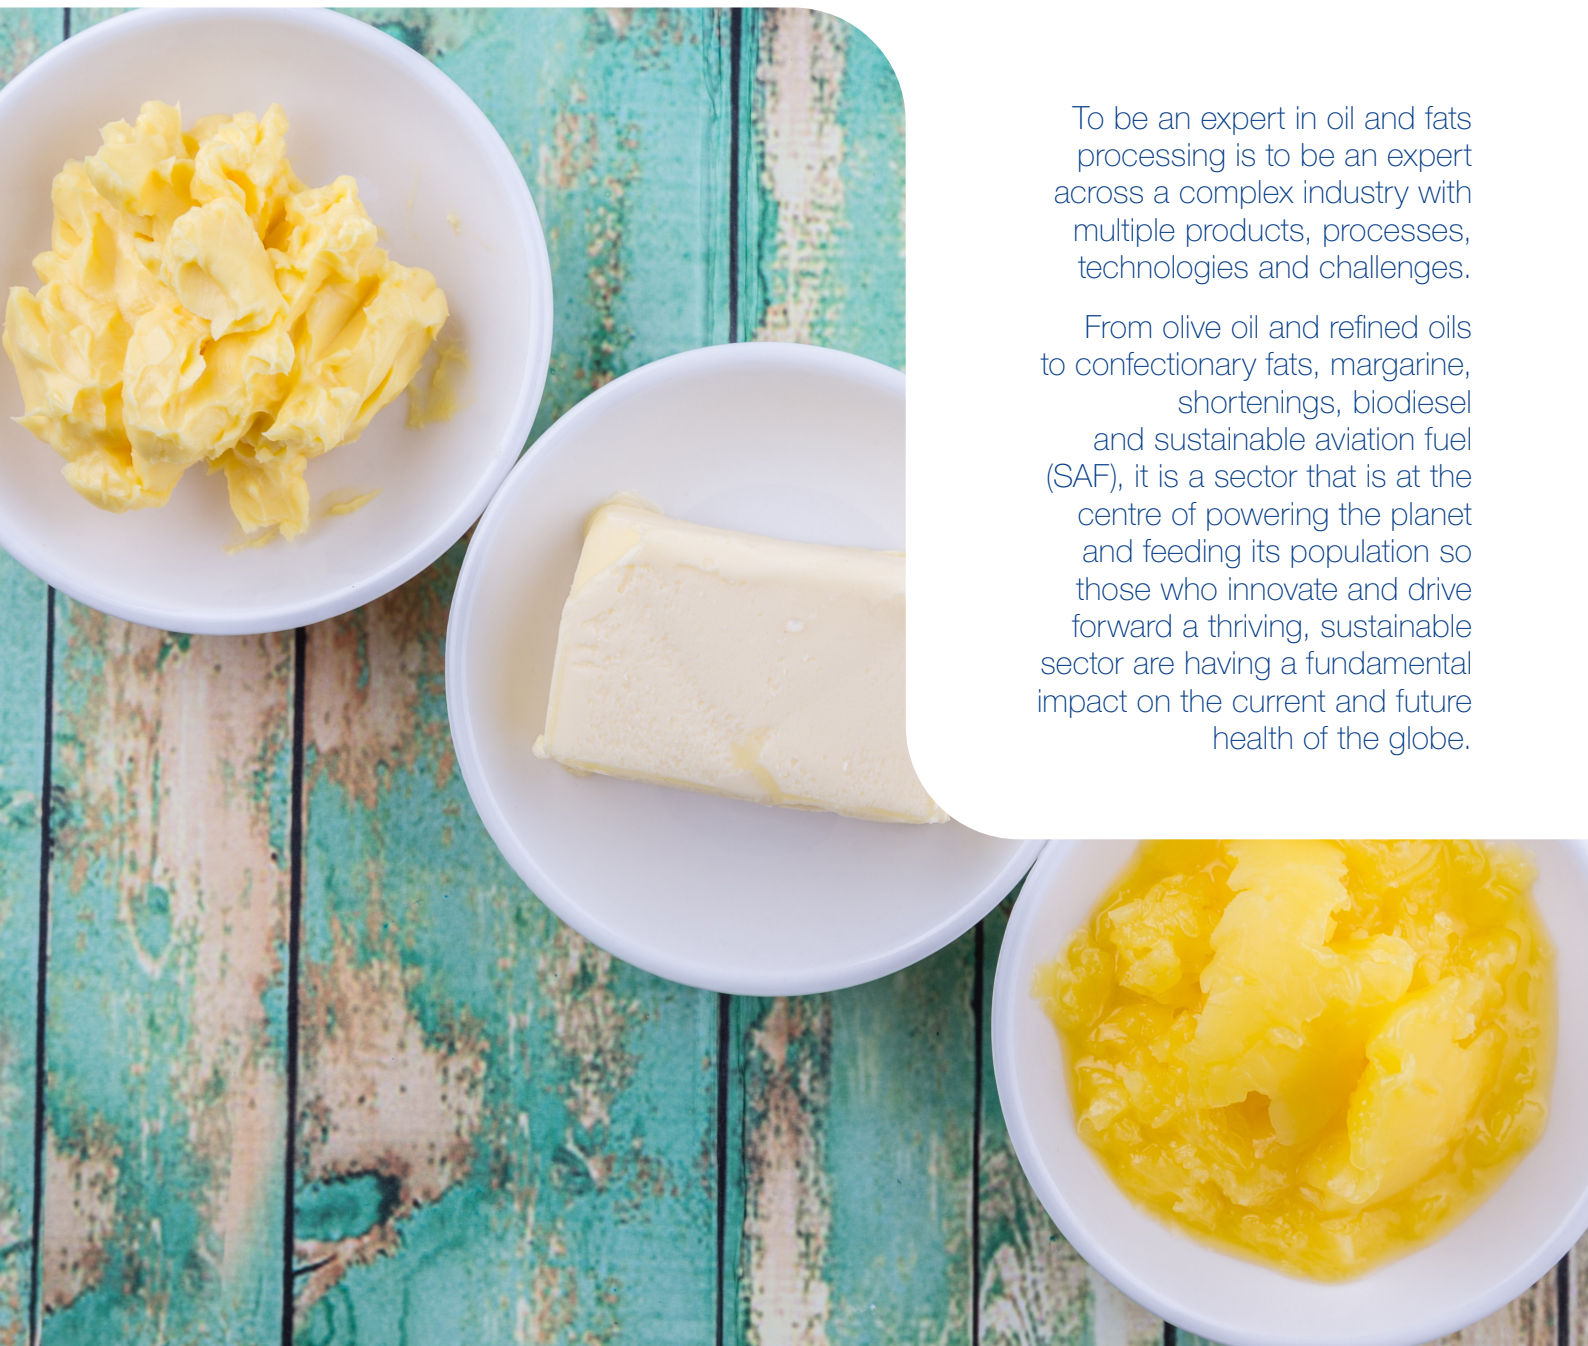 To be an expert in oil and fats
processing is to be an expert
across a complex industry with
multiple products, processes,
technologies and challenges.
From olive oil and refined oils
to confectionary fats, margarine,
shortenings, biodiesel
and sustainable aviation fuel
(SAF), it is a sector that is at the
centre of powering the planet
and feeding its population so
those who innovate and drive
forward a thriving, sustainable
sector are having a fundamental
impact on the current and future
health of the globe.